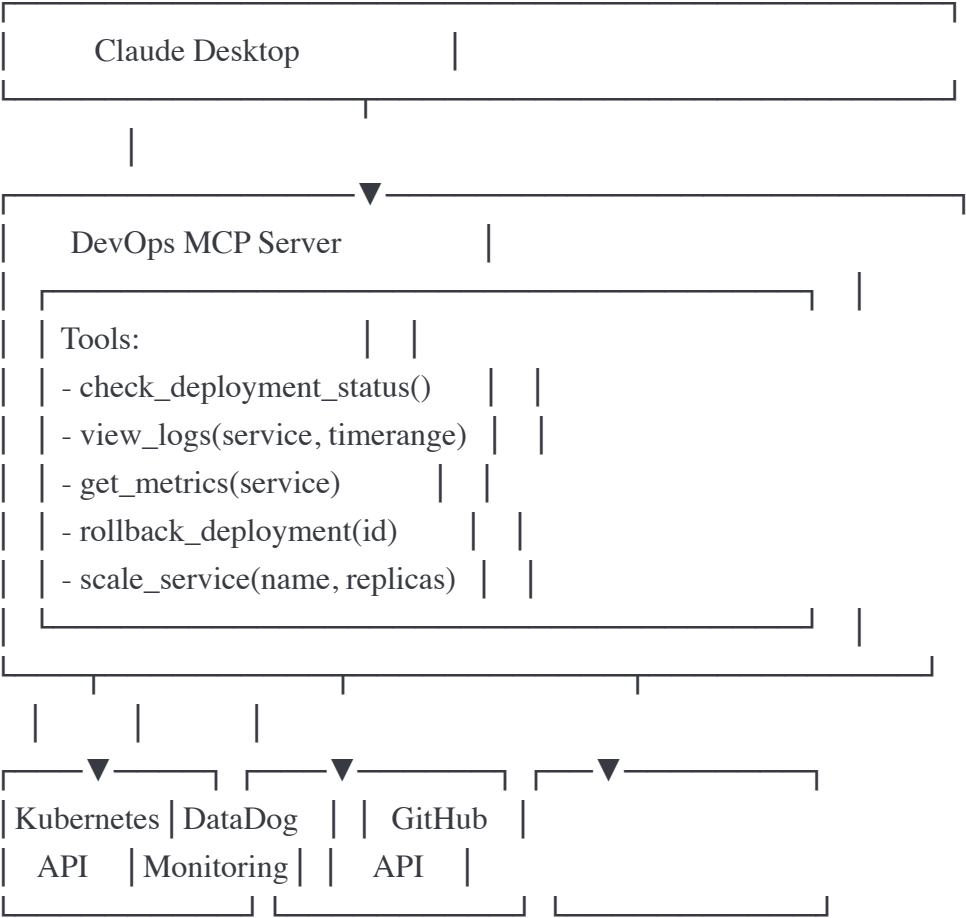 Claude Desktop
DevOps MCP Server
Tools:
- check_deployment_status()
- view_logs(service, timerange)
- get_metrics(service)
- rollback_deployment(id)
- scale_service(name, replicas)
Kubernetes DataDog GitHub
API Monitoring API